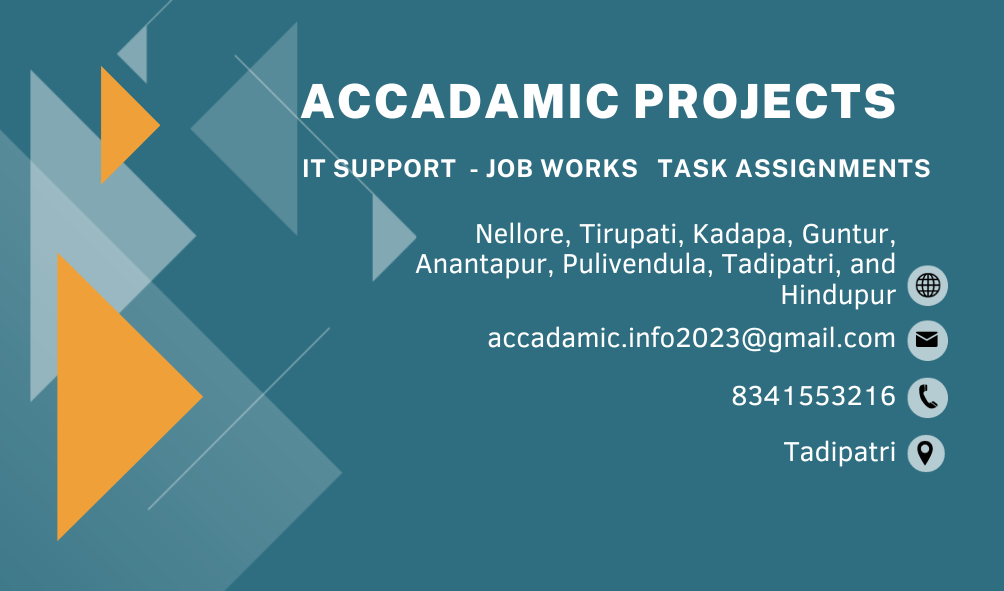 ACCADAMIC PROJECTS
IT SUPPORT - JOB WORKS TASK ASSIGNMENTS
Nellore, Tirupati, Kadapa, Guntur,
Anantapur, Pulivendula, Tadipatri, and
Hindupur
accadamic.info2023@gmail.com
8341553216
Tadipatri